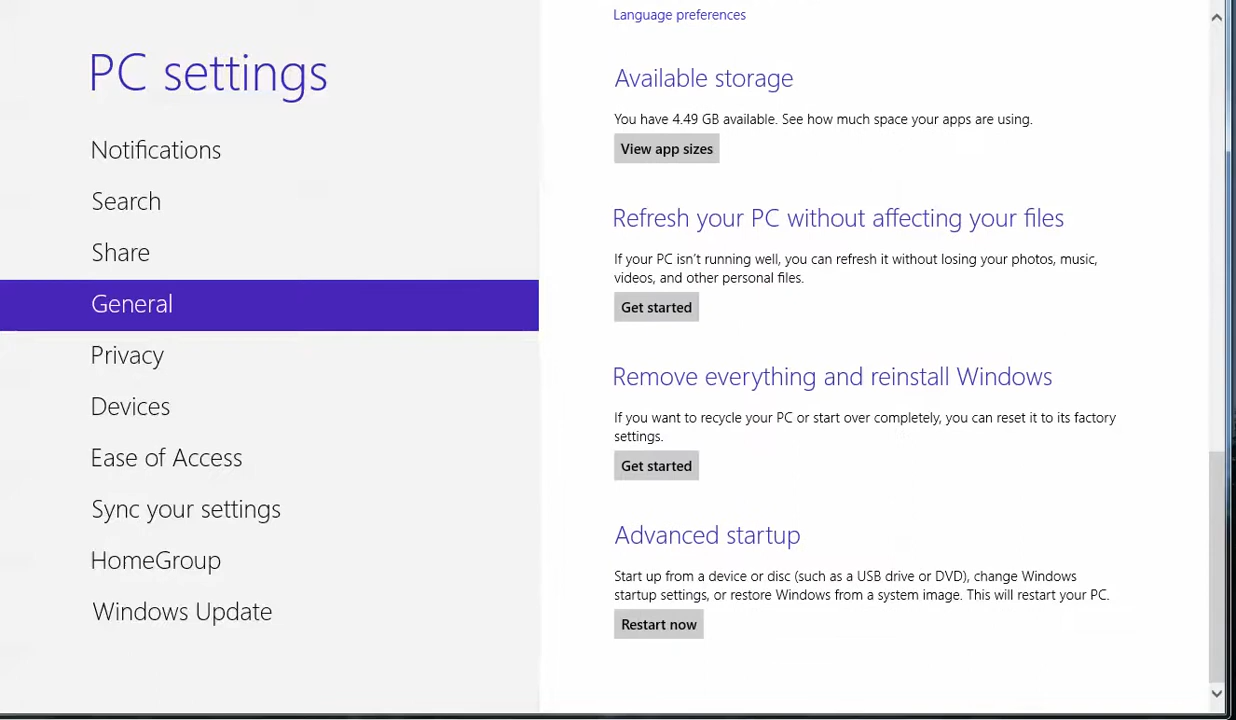 PC settings
Notifications
Search
Share
General
Privacy
Devices
Ease of Access
Sync your settings
HomeGroup
Windows Update
Language preferences
Available storage
You have 4.49 GB available. See how much space your apps are using.
View app sizes
Refresh your PC without affecting your files
If your PC isn't running well, you can refresh it without losing your photos, music,
videos, and other personal files.
Get started
Remove everything and reinstall Windows
If you want to recycle your PC or start over completely, you can reset it to its factory
settings.
Get started
Advanced startup
Start up from a device or disc (such as a USB drive or DVD), change Windows
startup settings, or restore Windows from a system image. This will restart your PC.
Restart now